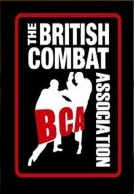 THE BRITISH
COMBAT
ASSOCIATION
BCA